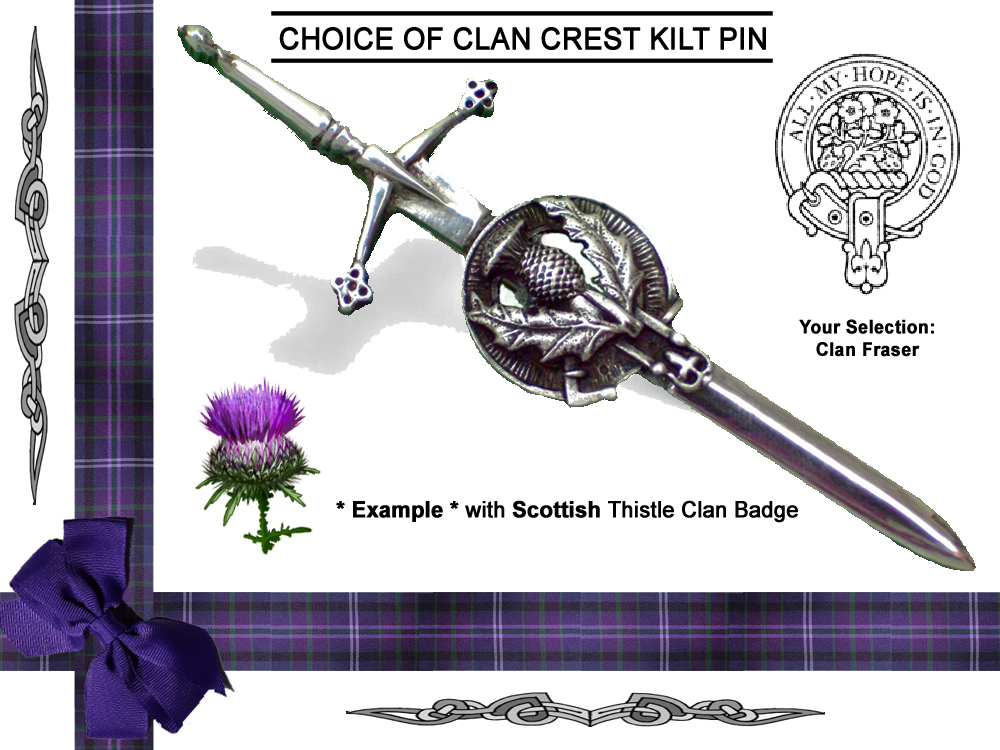 CHOICE OF CLAN CREST KILT PIN
ALL · MY · HOPE · IS · IN · GOD
Your Selection:
Clan Fraser
* Example * with Scottish Thistle Clan Badge